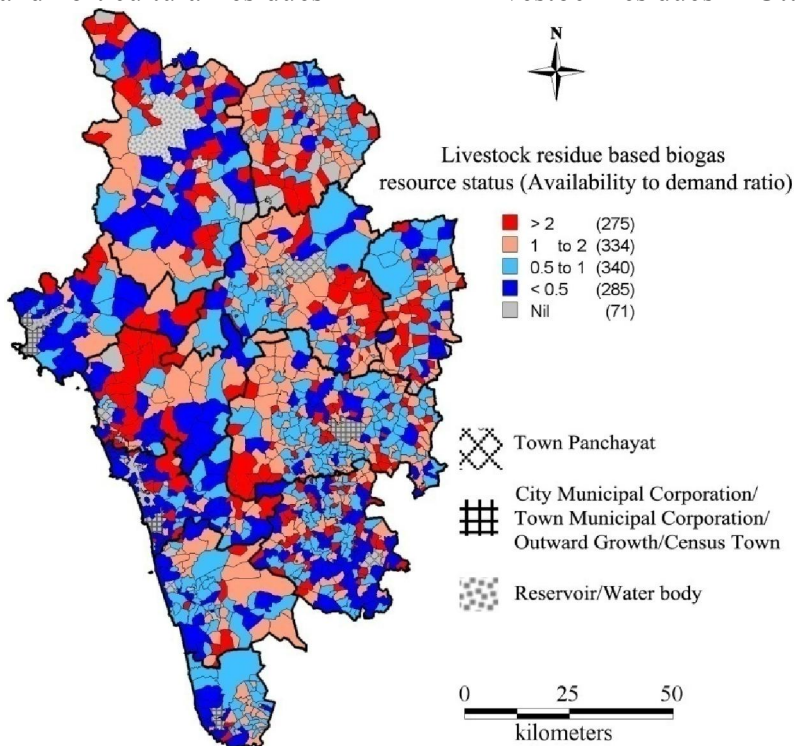 N
Livestock residue based biogas
resource status (Availability to demand ratio)
> 2 (275)
1 to 2 (334)
0.5 to 1 (340)
< 0.5 (285)
Nil (71)
Town Panchayat
City Municipal Corporation/
Town Municipal Corporation/
Outward Growth/Census Town
Reservoir/Water body
0 25 50
kilometers